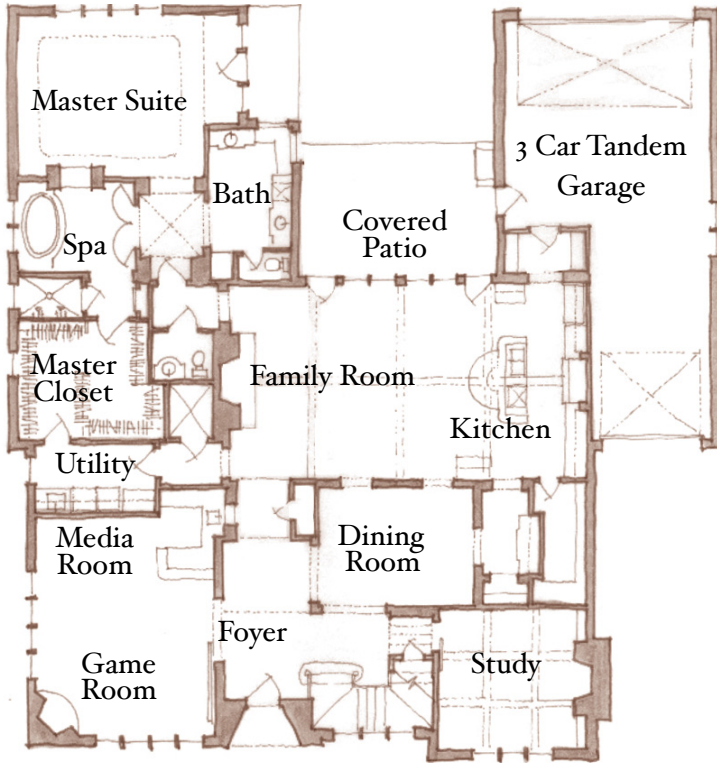 Master Suite
3 Car Tandem
Garage
Bath
Covered
Patio
Spa
Master
Closet
Family Room
Kitchen
Utility
Media
Room
Dining
Room
Foyer
Game
Room
Study